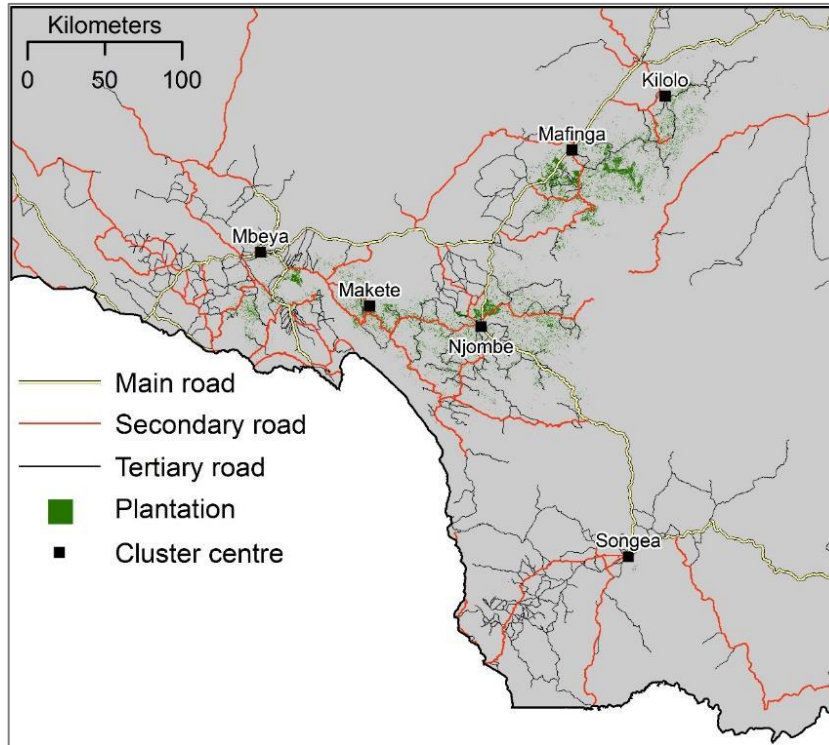 Kilometers
0 50 100
Kilolo
Mafinga
Mbeya
Makete
Njombe
Main road
Secondary road
Tertiary road
Plantation
Cluster centre
Songea